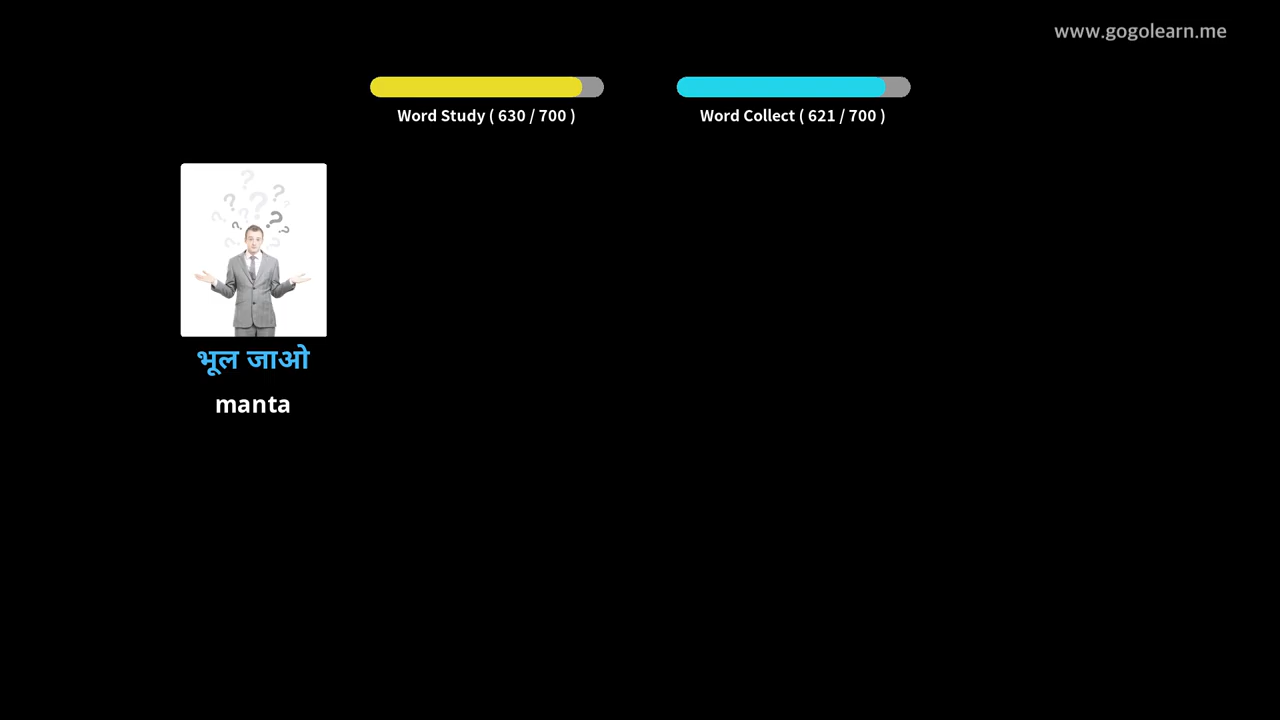 www.gogolearn.me
Word Study ( 630 / 700 )
Word Collect ( 621 / 700 )
भूल जाओ
manta